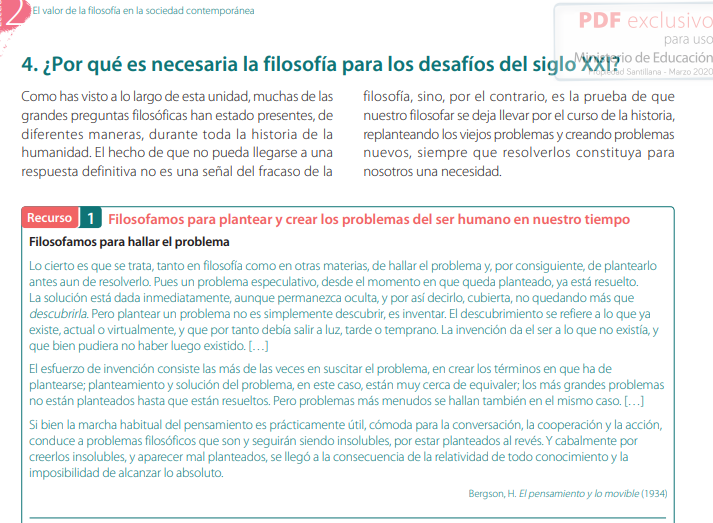 2
El valor de la filosofía en la sociedad contemporánea
PDF exclusivo
para uso
Ministerio de Educación
Propiedad Santillana - Marzo 2020
4. ¿Por qué es necesaria la filosofía para los desafíos del siglo XXI?
Como has visto a lo largo de esta unidad, muchas de las
grandes preguntas filosóficas han estado presentes, de
diferentes maneras, durante toda la historia de la
humanidad. El hecho de que no pueda llegarse a una
respuesta definitiva no es una señal del fracaso de la
filosofía, sino, por el contrario, es la prueba de que
nuestro filosofar se deja llevar por el curso de la historia,
replanteando los viejos problemas y creando problemas
nuevos, siempre que resolverlos constituya para
nosotros una necesidad.
Recurso 1 Filosofamos para plantear y crear los problemas del ser humano en nuestro tiempo
Filosofamos para hallar el problema
Lo cierto es que se trata, tanto en filosofía como en otras materias, de hallar el problema y, por consiguiente, de plantearlo
antes aun de resolverlo. Pues un problema especulativo, desde el momento en que queda planteado, ya está resuelto.
La solución está dada inmediatamente, aunque permanezca oculta, y por así decirlo, cubierta, no quedando más que
descubrirla. Pero plantear un problema no es simplemente descubrir, es inventar. El descubrimiento se refiere a lo que ya
existe, actual o virtualmente, y que por tanto debía salir a luz, tarde o temprano. La invención da el ser a lo que no existía, y
que bien pudiera no haber luego existido. […]
El esfuerzo de invención consiste las más de las veces en suscitar el problema, en crear los términos en que ha de
plantearse; planteamiento y solución del problema, en este caso, están muy cerca de equivaler; los más grandes problemas
no están planteados hasta que están resueltos. Pero problemas más menudos se hallan también en el mismo caso. […]
Si bien la marcha habitual del pensamiento es prácticamente útil, cómoda para la conversación, la cooperación y la acción,
conduce a problemas filosóficos que son y seguirán siendo insolubles, por estar planteados al revés. Y cabalmente por
creerlos insolubles, y aparecer mal planteados, se llegó a la consecuencia de la relatividad de todo conocimiento y la
imposibilidad de alcanzar lo absoluto.
Bergson, H. El pensamiento y lo movible (1934)